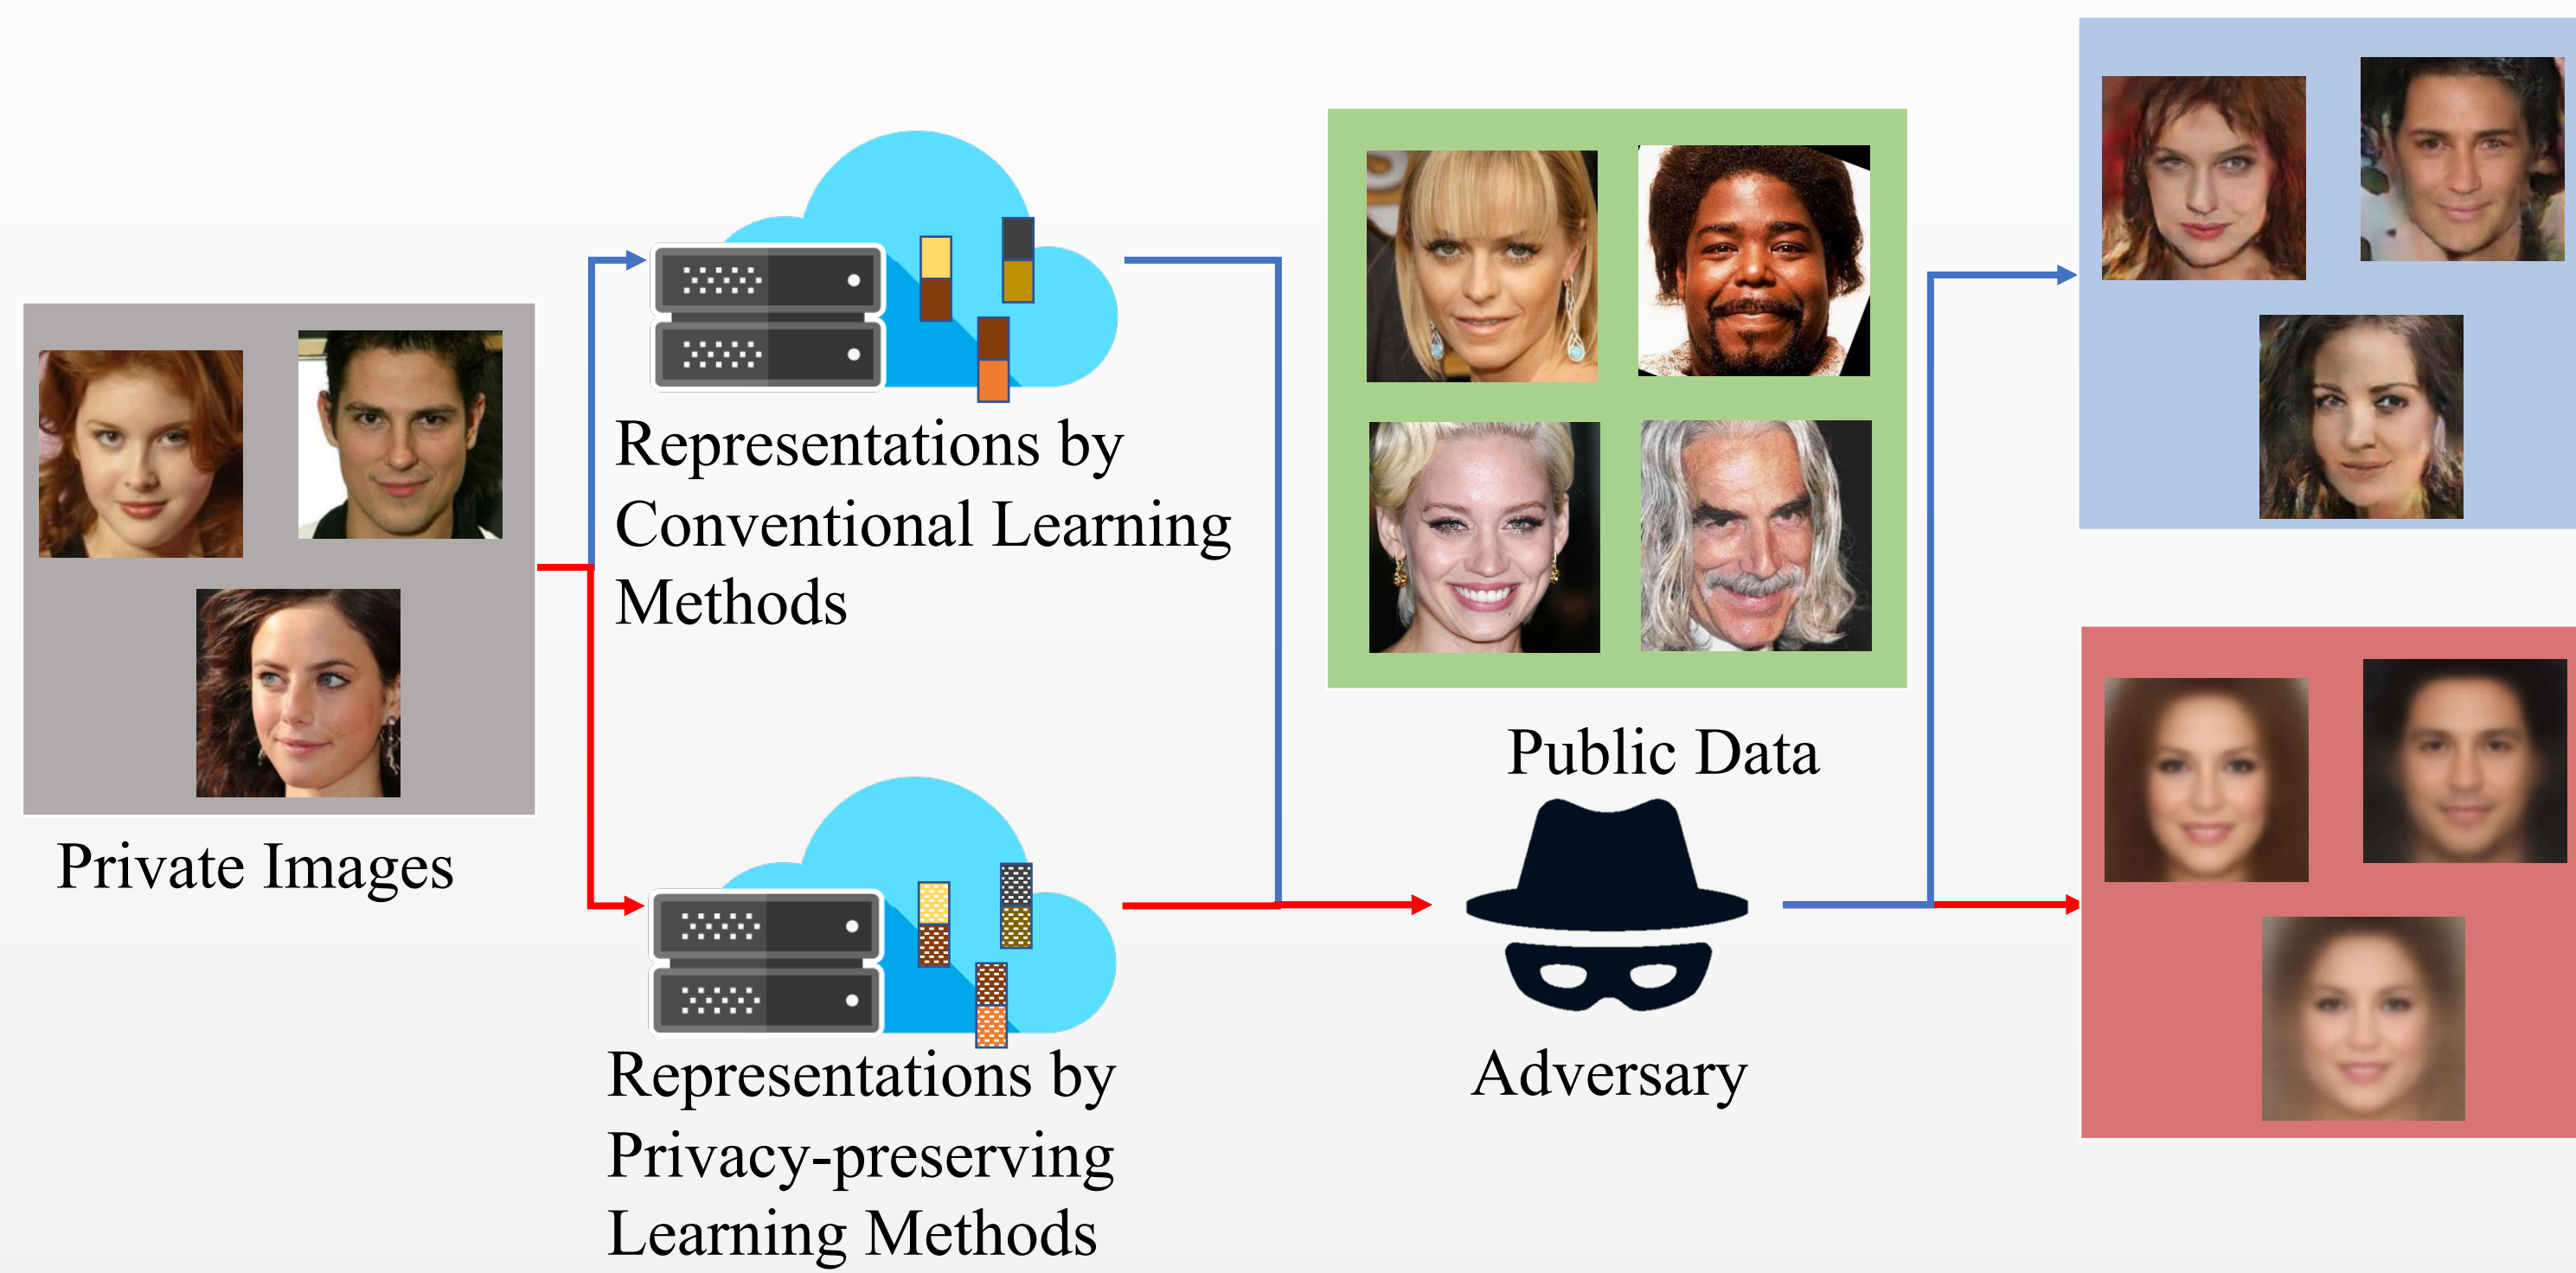 Representations by
Conventional Learning
Methods
Public Data
Private Images
Adversary
Representations by
Privacy-preserving
Learning Methods